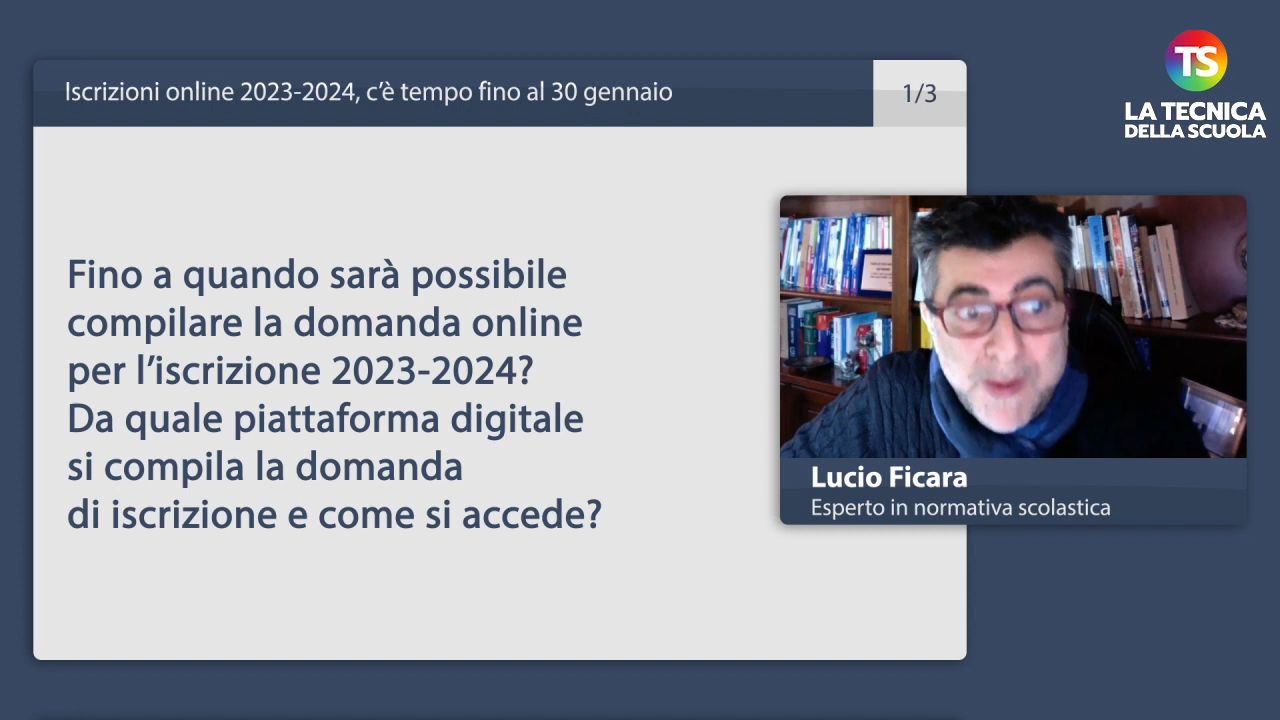 Iscrizioni online 2023-2024, c’è tempo fino al 30 gennaio
1/3
TS
LA TECNICA
DELLA SCUOLA
Fino a quando sarà possibile
compilare la domanda online
per l’iscrizione 2023-2024?
Da quale piattaforma digitale
si compila la domanda
di iscrizione e come si accede?
Lucio Ficara
Esperto in normativa scolastica